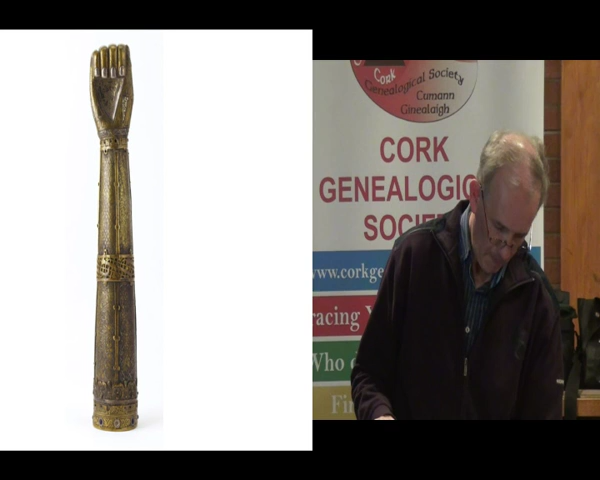 Cork
Genealogical Society
Cumann
Ginealaigh
CORK
GENEALOGIC
SOCIE
www.corkge
racing Y
Who d
Fi